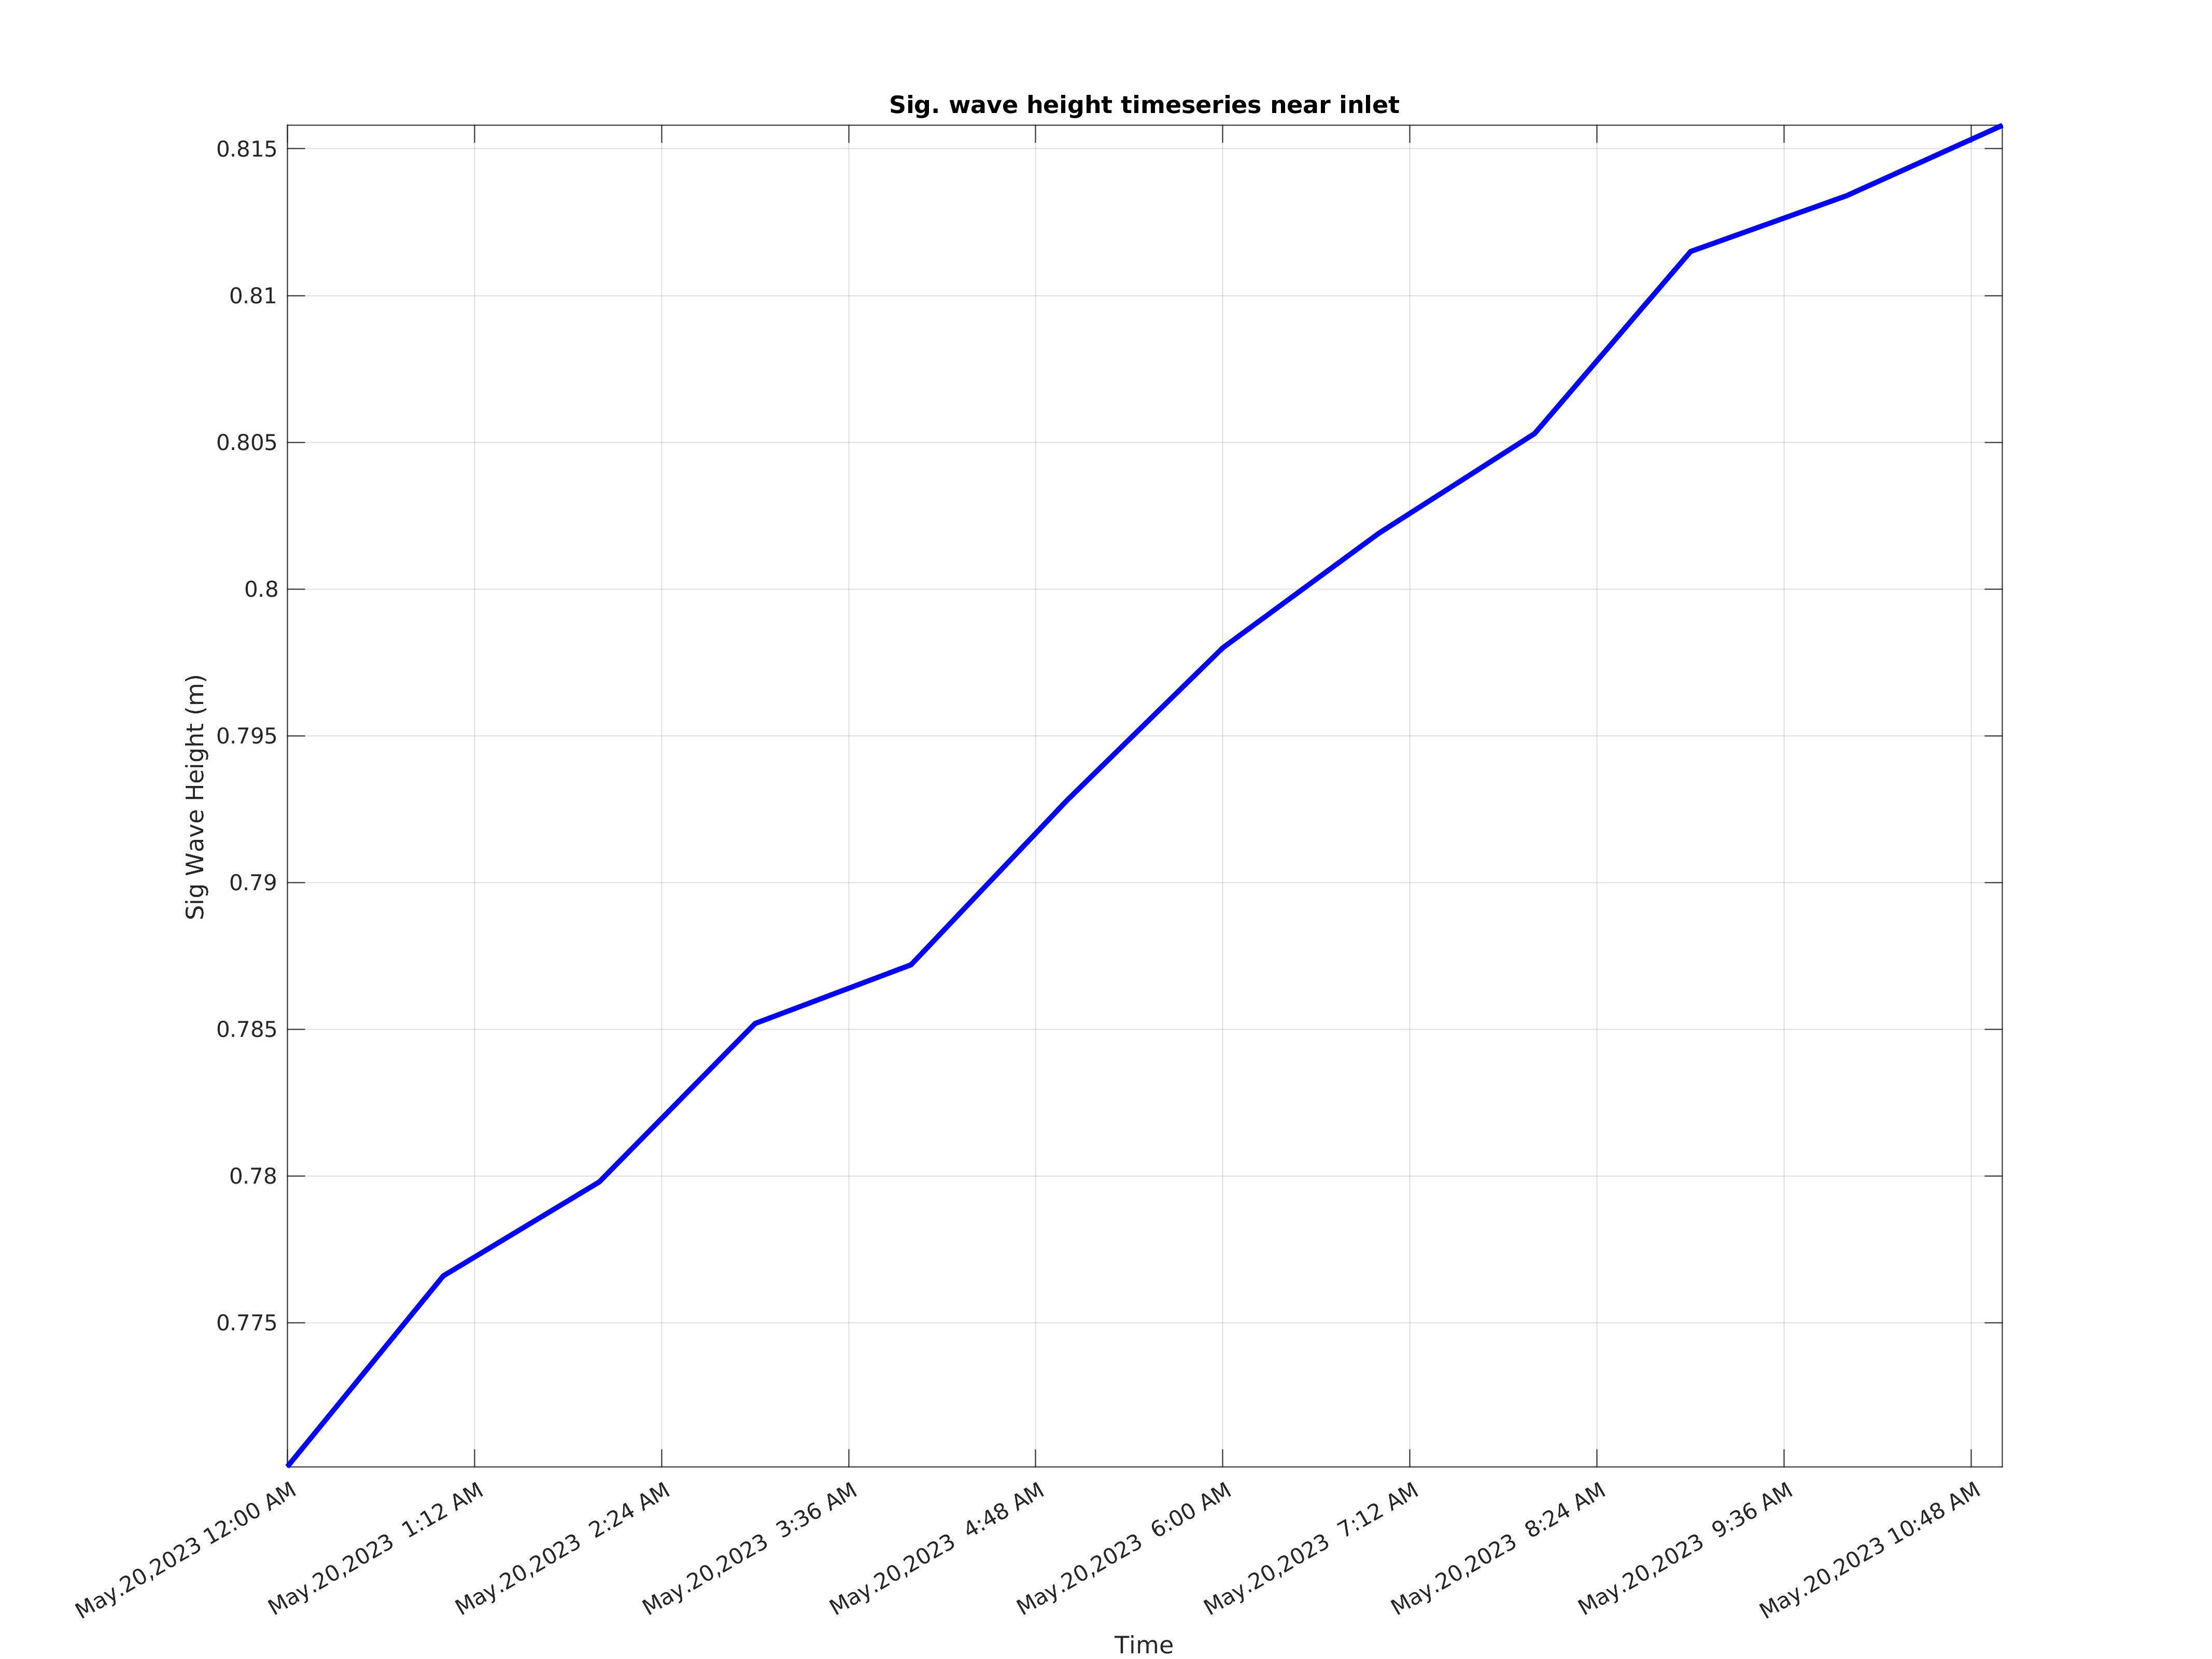 Sig. wave height timeseries near inlet
0.815
0.81
0.805
0.8
0.795
0.79
0.785
0.78
0.775
Sig Wave Height (m)
May.20,2023 12:00 AM
May.20,2023  1:12 AM
May.20,2023  2:24 AM
May.20,2023  3:36 AM
May.20,2023  4:48 AM
May.20,2023  6:00 AM
May.20,2023  7:12 AM
May.20,2023  8:24 AM
May.20,2023  9:36 AM
May.20,2023 10:48 AM
Time